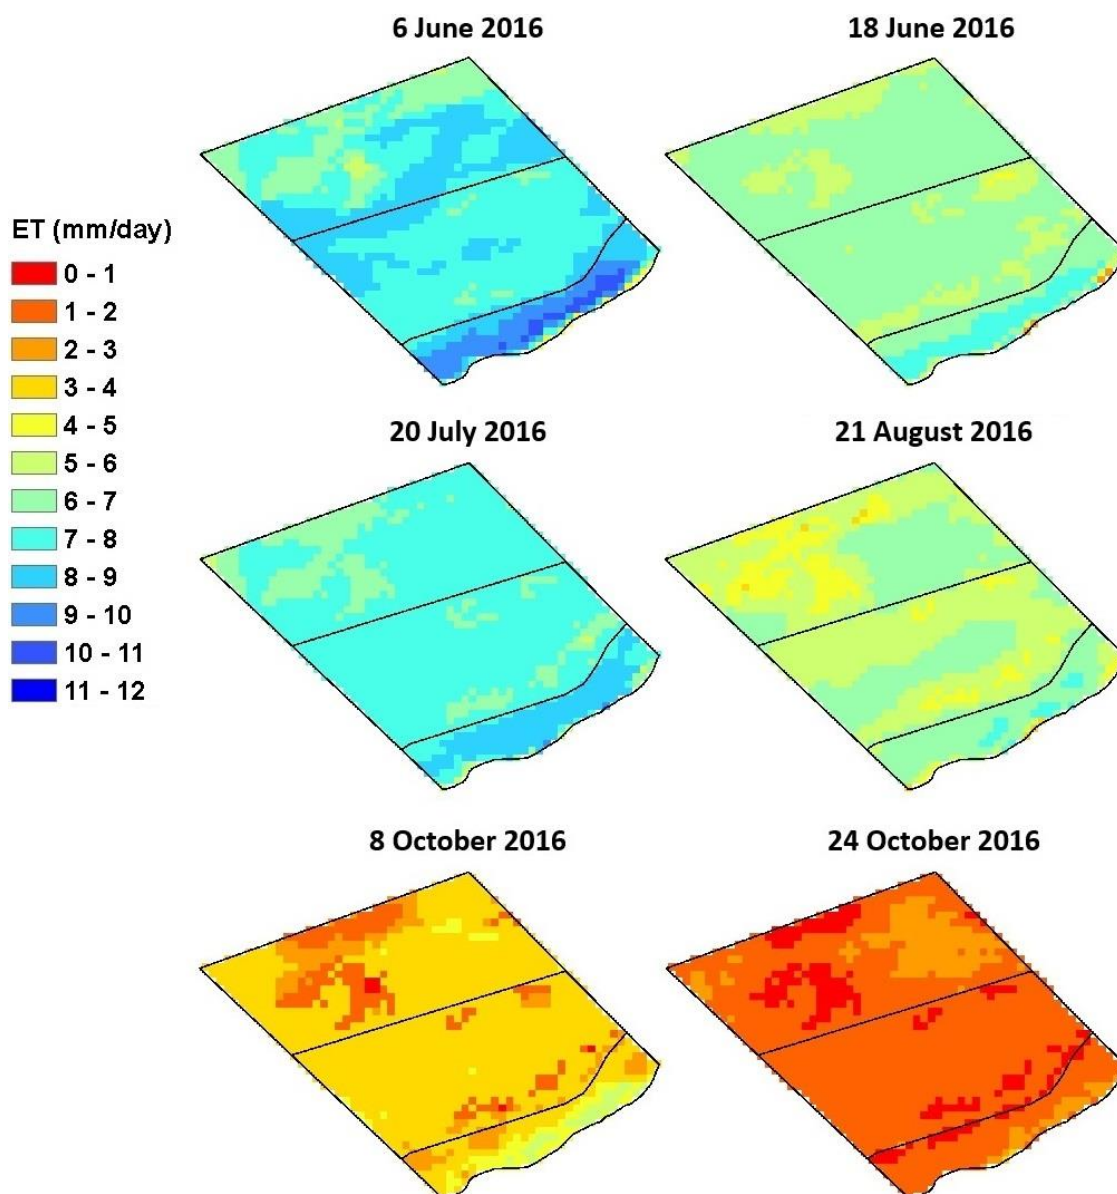 6 June 2016
18 June 2016
ET (mm/day)
0 - 1
1 - 2
2 - 3
3 - 4
4 - 5
5 - 6
6 - 7
7 - 8
8 - 9
9 - 10
10 - 11
11 - 12
20 July 2016
21 August 2016
8 October 2016
24 October 2016